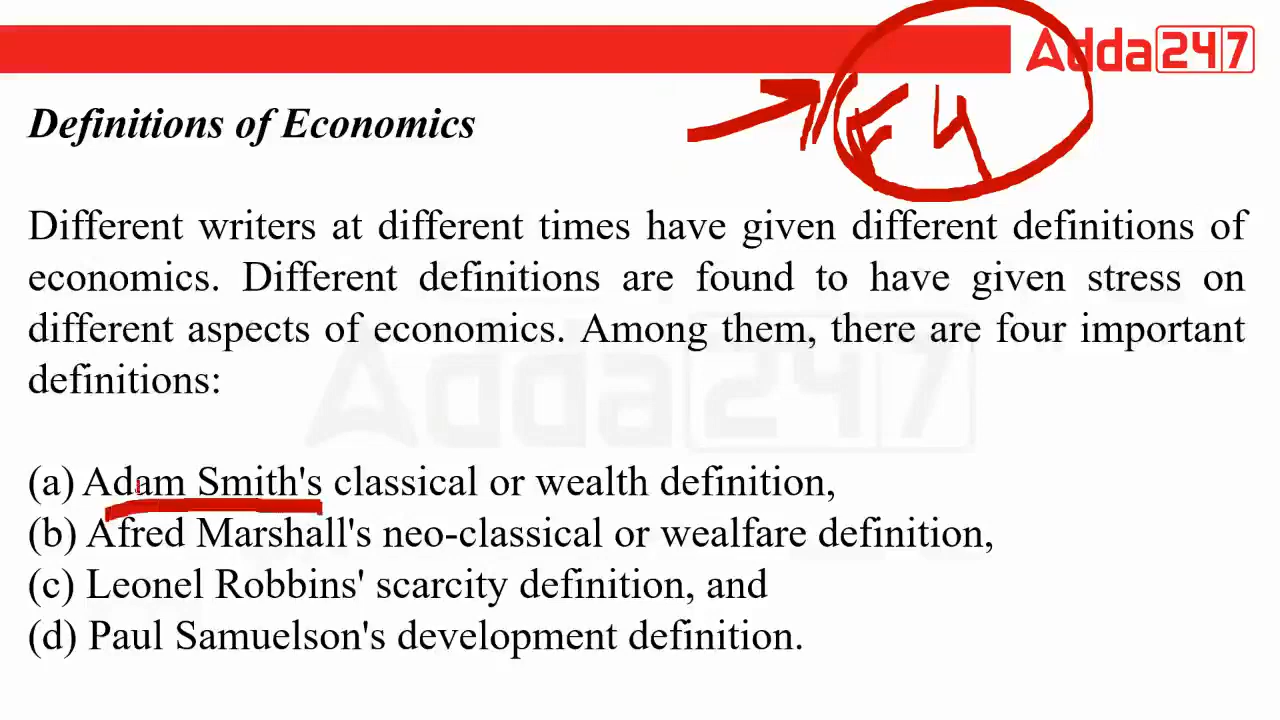 Adda247
Definitions of Economics
Different writers at different times have given different definitions of
economics. Different definitions are found to have given stress on
different aspects of economics. Among them, there are four important
definitions:
(a) Adam Smith's classical or wealth definition,
(b) Afred Marshall's neo-classical or wealfare definition,
(c) Leonel Robbins' scarcity definition, and
(d) Paul Samuelson's development definition.
Adda247